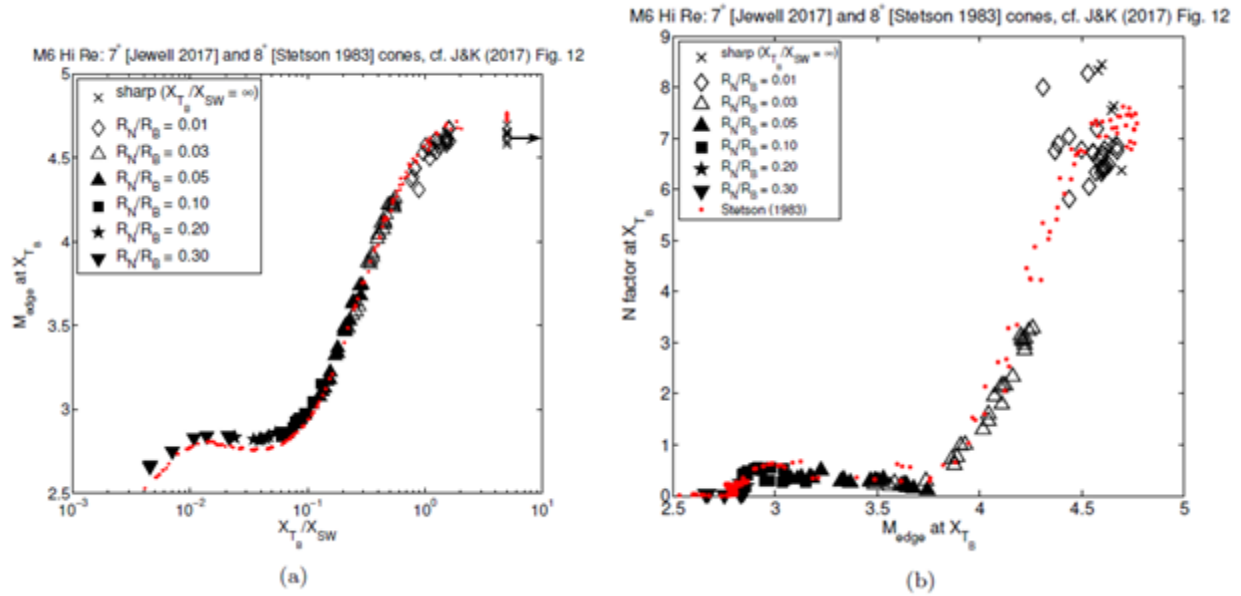 M6 Hi Re: 7° [Jewell 2017] and 8° [Stetson 1983] cones, cf. J&K (2017) Fig. 12
5
4.5
4
3.5
3
2.5
M_edge at X_T_B
sharp (X_T_B/X_SW = ∞)
R_N/R_B = 0.01
R_N/R_B = 0.03
R_N/R_B = 0.05
R_N/R_B = 0.10
R_N/R_B = 0.20
R_N/R_B = 0.30
10^-3 10^-2 10^-1 10^0 10^1
X_T_B/X_SW
(a)
M6 Hi Re: 7° [Jewell 2017] and 8° [Stetson 1983] cones, cf. J&K (2017) Fig. 12
9
8
7
6
5
4
3
2
1
0
N factor at X_T_B
sharp (X_T_B/X_SW = ∞)
R_N/R_B = 0.01
R_N/R_B = 0.03
R_N/R_B = 0.05
R_N/R_B = 0.10
R_N/R_B = 0.20
R_N/R_B = 0.30
Stetson (1983)
2.5 3 3.5 4 4.5 5
M_edge at X_T_B
(b)